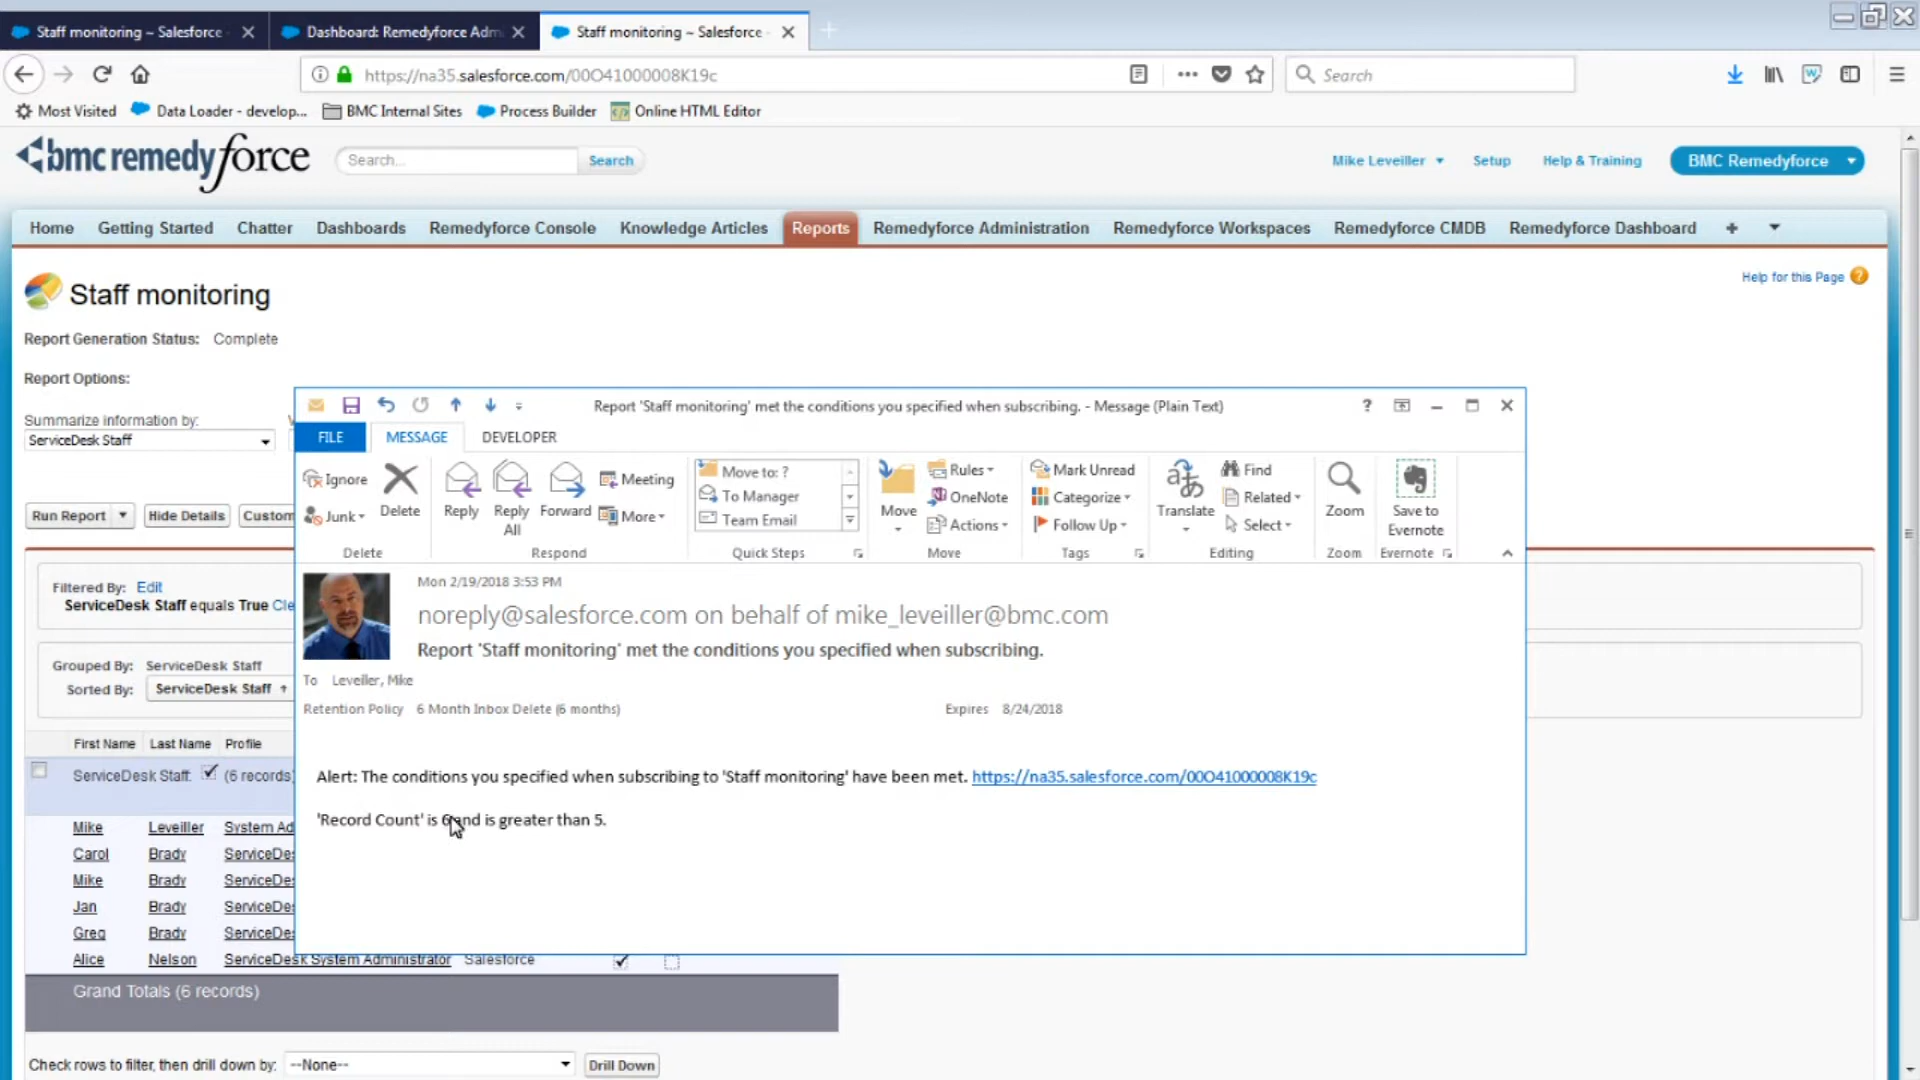 Staff monitoring ~ Salesforce -
Dashboard: Remedyforce Adm
Staff monitoring ~ Salesforce -
https://na35.salesforce.com/00O41000008K19c
Search
Most Visited
Data Loader - develop...
BMC Internal Sites
Process Builder
Online HTML Editor
bmc remedyforce
Search...
Search
Mike Leveiller
Setup
Help & Training
BMC Remedyforce
Home
Getting Started
Chatter
Dashboards
Remedyforce Console
Knowledge Articles
Reports
Remedyforce Administration
Remedyforce Workspaces
Remedyforce CMDB
Remedyforce Dashboard
+
Staff monitoring
Help for this Page ?
Report Generation Status: Complete
Report Options:
Summarize information by:
ServiceDesk Staff
Run Report
Hide Details
Custom
Filtered By: Edit
ServiceDesk Staff equals True Cle
Grouped By: ServiceDesk Staff
Sorted By: ServiceDesk Staff ↑
First Name Last Name Profile
ServiceDesk Staff: (6 records)
Mike Leveiller System Ad
Carol Brady ServiceDe
Mike Brady ServiceDe
Jan Brady ServiceDe
Greg Brady ServiceDe
Alice Nelson ServiceDesk System Administrator Salesforce
Grand Totals (6 records)
Check rows to filter, then drill down by: --None-- Drill Down
Report 'Staff monitoring' met the conditions you specified when subscribing. - Message (Plain Text)
?
FILE
MESSAGE
DEVELOPER
Ignore
Junk
Delete
Delete
Reply
Reply All
Forward
Meeting
More
Respond
Move to: ?
To Manager
Team Email
Quick Steps
Move
Rules
OneNote
Actions
Move
Mark Unread
Categorize
Follow Up
Tags
Translate
Find
Related
Select
Editing
Zoom
Zoom
Save to Evernote
Evernote
Mon 2/19/2018 3:53 PM
noreply@salesforce.com on behalf of mike_leveiller@bmc.com
Report 'Staff monitoring' met the conditions you specified when subscribing.
To Leveiller, Mike
Retention Policy 6 Month Inbox Delete (6 months) Expires 8/24/2018
Alert: The conditions you specified when subscribing to 'Staff monitoring' have been met. https://na35.salesforce.com/00O41000008K19c
'Record Count' is 6 and is greater than 5.